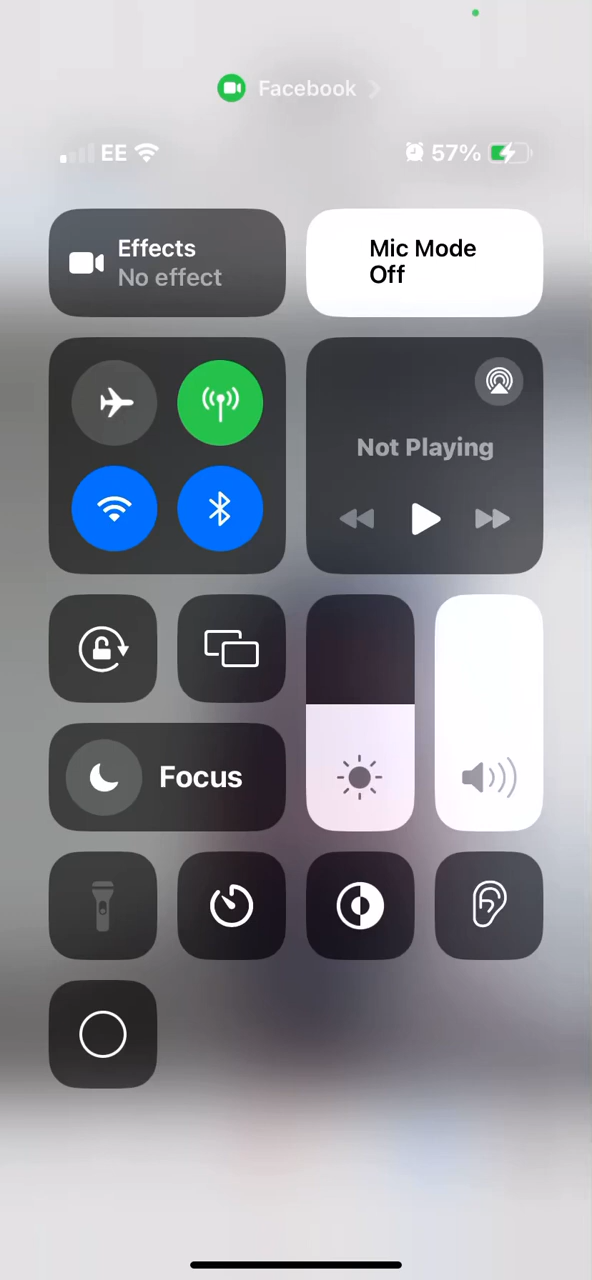 Facebook
EE
57%
Effects
No effect
Mic Mode
Off
Not Playing
Focus